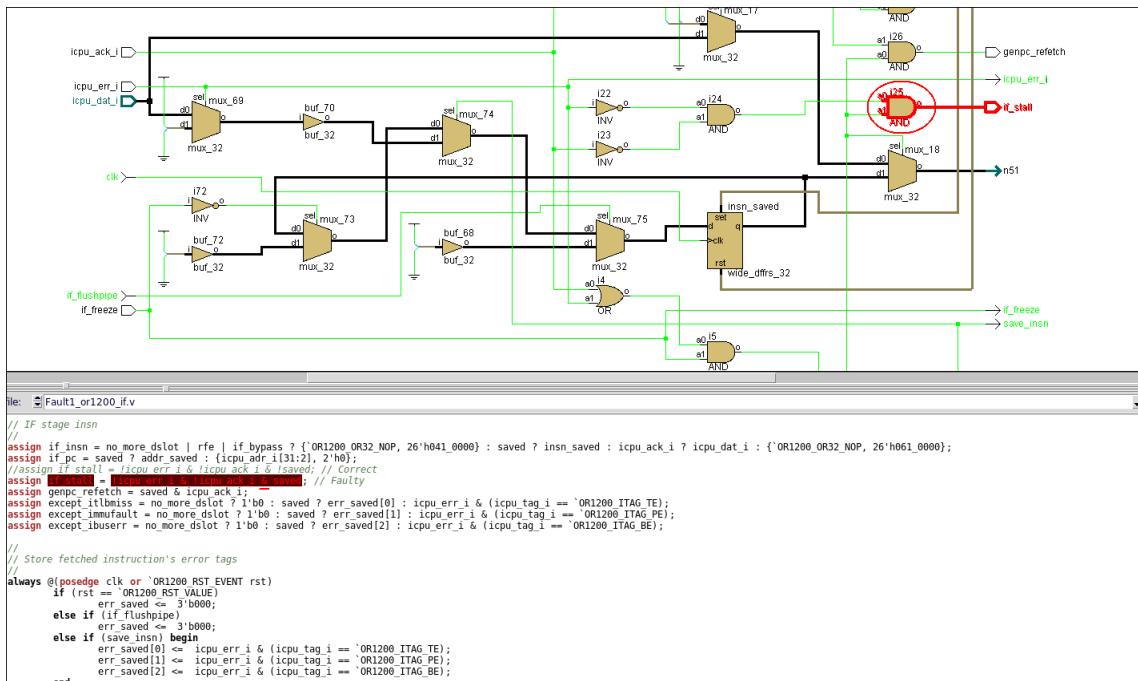 mux_17
d1
o
mux_32
i26
a1
o
AND
genpc_refetch
icpu_ack_i
icpu_err_i
icpu_dat_i
sel
mux_69
d0
d1
o
mux_32
buf_70
i
o
buf_32
sel
mux_74
d0
d1
o
mux_32
i22
i
INV
i23
i
INV
i24
o
AND
i25
a0
a1
AND
icpu_err_i
if_stall
sel
mux_18
d0
d1
o
mux_32
n51
clk
i72
i
o
INV
buf_72
i
o
buf_32
sel
mux_73
d0
d1
o
mux_32
buf_68
i
o
buf_32
sel
mux_75
d0
d1
o
mux_32
insn_saved
set
d
q
>clk
rst
wide_dffrs_32
if_flushpipe
if_freeze
i4
a0
a1
o
OR
i5
a0
a1
o
AND
if_freeze
save_insn
File: Fault1_or1200_if.v
// IF stage insn
//
assign if_insn = no_more_dslot | rfe | if_bypass ? {`OR1200_OR32_NOP, 26'h041_0000} : saved ? insn_saved : icpu_ack_i ? icpu_dat_i : {`OR1200_OR32_NOP, 26'h061_0000};
assign if_pc = saved ? addr_saved : {icpu_adr_i[31:2], 2'h0};
//assign if_stall = !icpu_err_i & !icpu_ack_i & !saved; // Correct
assign if_stall = !icpu_err_i & !icpu_ack_i & saved; // Faulty
assign genpc_refetch = saved & icpu_ack_i;
assign except_itlbmiss = no_more_dslot ? 1'b0 : saved ? err_saved[0] : icpu_err_i & (icpu_tag_i == `OR1200_ITAG_TE);
assign except_immufault = no_more_dslot ? 1'b0 : saved ? err_saved[1] : icpu_err_i & (icpu_tag_i == `OR1200_ITAG_PE);
assign except_ibuserr = no_more_dslot ? 1'b0 : saved ? err_saved[2] : icpu_err_i & (icpu_tag_i == `OR1200_ITAG_BE);
//
// Store fetched instruction's error tags
//
always @(posedge clk or `OR1200_RST_EVENT rst)
if (rst == `OR1200_RST_VALUE)
err_saved <= 3'b000;
else if (if_flushpipe)
err_saved <= 3'b000;
else if (save_insn) begin
err_saved[0] <= icpu_err_i & (icpu_tag_i == `OR1200_ITAG_TE);
err_saved[1] <= icpu_err_i & (icpu_tag_i == `OR1200_ITAG_PE);
err_saved[2] <= icpu_err_i & (icpu_tag_i == `OR1200_ITAG_BE);